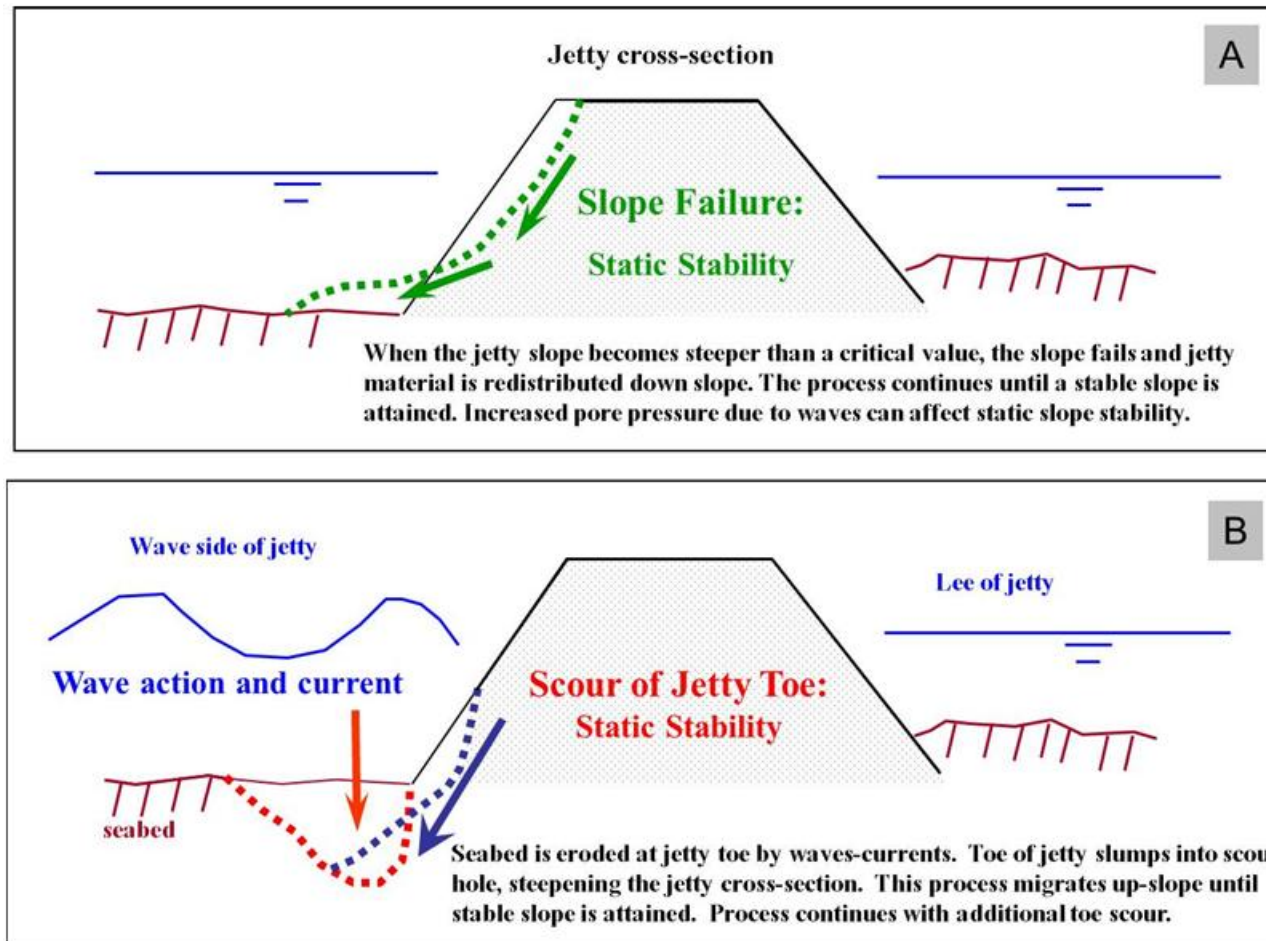 A
Jetty cross-section
Slope Failure:
Static Stability
When the jetty slope becomes steeper than a critical value, the slope fails and jetty
material is redistributed down slope. The process continues until a stable slope is
attained. Increased pore pressure due to waves can affect static slope stability.
B
Wave side of jetty
Lee of jetty
Wave action and current
Scour of Jetty Toe:
Static Stability
seabed
Seabed is eroded at jetty toe by waves-currents. Toe of jetty slumps into scou
hole, steepening the jetty cross-section. This process migrates up-slope until
stable slope is attained. Process continues with additional toe scour.